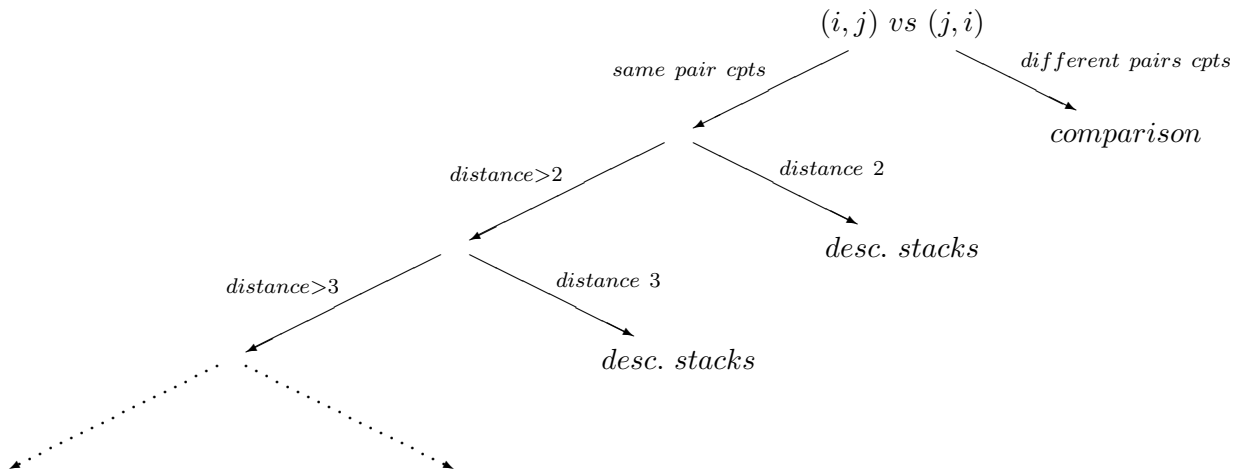 (i, j) vs (j, i)
same pair cpts
different pairs cpts
comparison
distance>2
distance 2
desc. stacks
distance>3
distance 3
desc. stacks